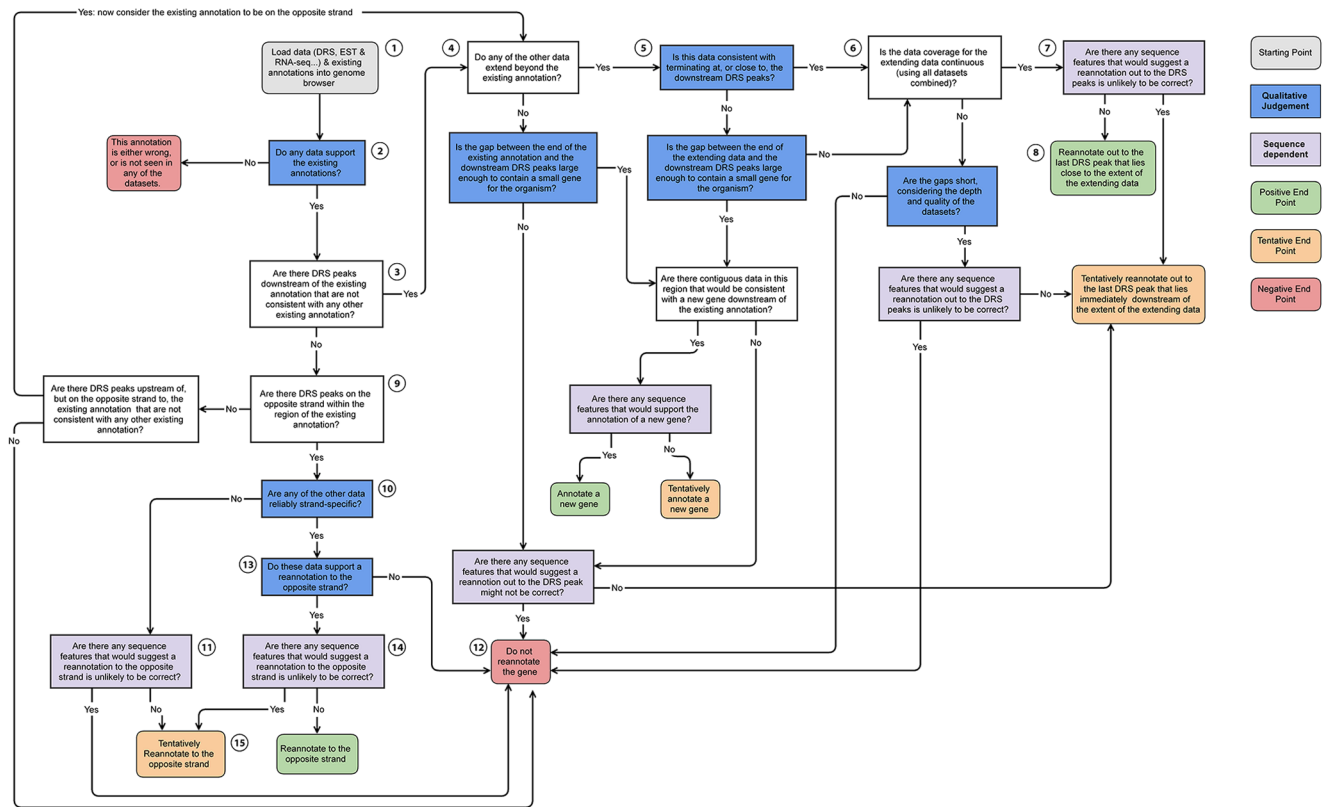 Yes: now consider the existing annotation to be on the opposite strand
1
Load data (DRS, EST &
RNA-seq...) & existing
annotations into genome
browser
4
Do any of the other data
extend beyond the
existing annotation?
Yes
5
Is this data consistent with
terminating at, or close to, the
downstream DRS peaks?
Yes
6
Is the data coverage for the
extending data continuous
(using all datasets
combined)?
Yes
7
Are there any sequence
features that would suggest a
reannotation out to the DRS
peaks is unlikely to be correct?
Starting
Point
Qualitative
Judgement
Sequence
dependent
Positive End
Point
Tentative End
Point
Negative End
Point
No
No
No
No
Yes
This
annotation
is either wrong,
or is not seen in
any of the
datasets.
No
2
Do any data support
the existing
annotations?
Yes
Is the gap between the end of the
existing annotation and the
downstream DRS peaks large
enough to contain a small gene
for the organism?
Yes
No
Is the gap between the end of
the extending data and the
downstream DRS peaks large
enough to contain a small gene
for the organism?
No
Yes
Are the gaps short,
considering the depth
and quality of the
datasets?
No
Yes
8
Reannotate out to the
last DRS peak that lies
close to the extent of
the extending data
3
Are there DRS peaks
downstream of the existing
annotation that are not
consistent with any other
existing annotation?
Yes
No
Are there contiguous data in this
region that would be consistent
with a new gene downstream of
the existing annotation?
Yes
No
Are there any sequence
features that would suggest a
reannotation out to the DRS
peaks is unlikely to be correct?
No
Yes
Tentatively reannotate out to
the last DRS peak that lies
immediately downstream of
the extent of the extending data
Are there DRS peaks upstream of,
but on the opposite strand to, the
existing annotation that are not
consistent with any other existing
annotation?
No
No
9
Are there DRS peaks on the
opposite strand within the
region of the existing
annotation?
Yes
Are there any sequence
features that would support the
annotation of a new gene?
Yes
No
Annotate a
new gene
Tentatively
annotate a
new gene
10
Are any of the other data
reliably strand-specific?
No
Yes
13
Do these data support a
reannotation to the
opposite strand?
No
Yes
Are there any sequence
features that would suggest a
reannotion out to the DRS peak
might not be correct?
No
Yes
11
Are there any sequence
features that would suggest a
reannotation to the opposite
strand is unlikely to be correct?
Yes
No
14
Are there any sequence
features that would suggest a
reannotation to the opposite
strand is unlikely to be correct?
Yes
No
12
Do not
reannotate
the gene
15
Tentatively
Reannotate to the
opposite strand
Reannotate to the
opposite strand